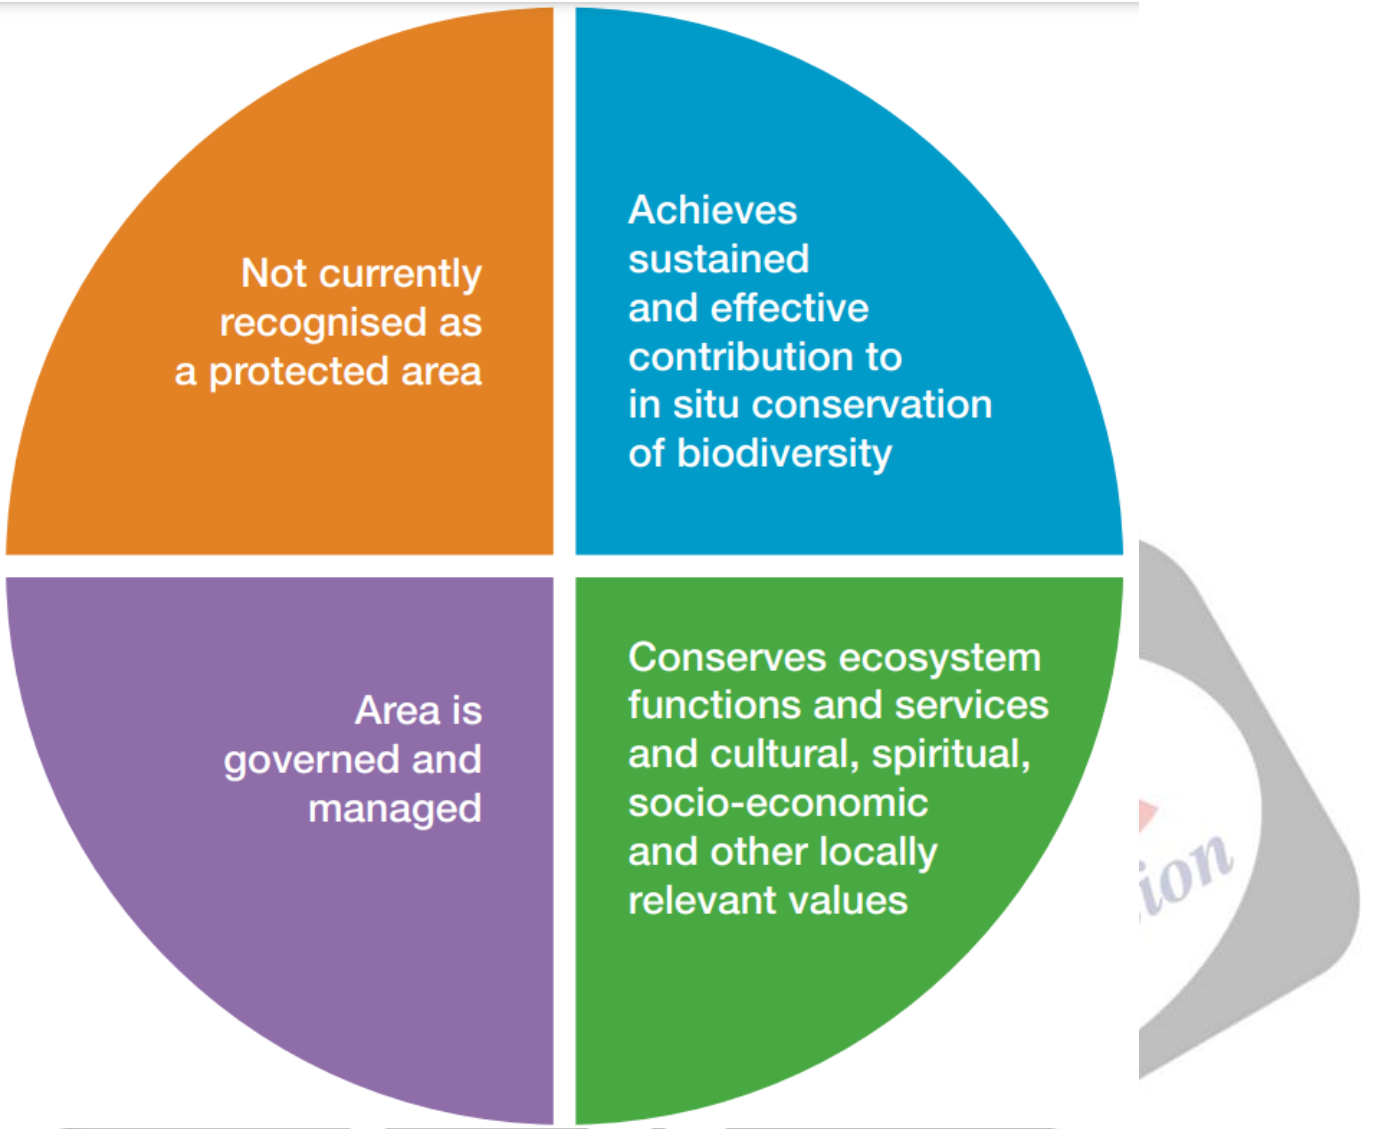 Not currently
recognised as
a protected area
Achieves
sustained
and effective
contribution to
in situ conservation
of biodiversity
Area is
governed and
managed
Conserves ecosystem
functions and services
and cultural, spiritual,
socio-economic
and other locally
relevant values